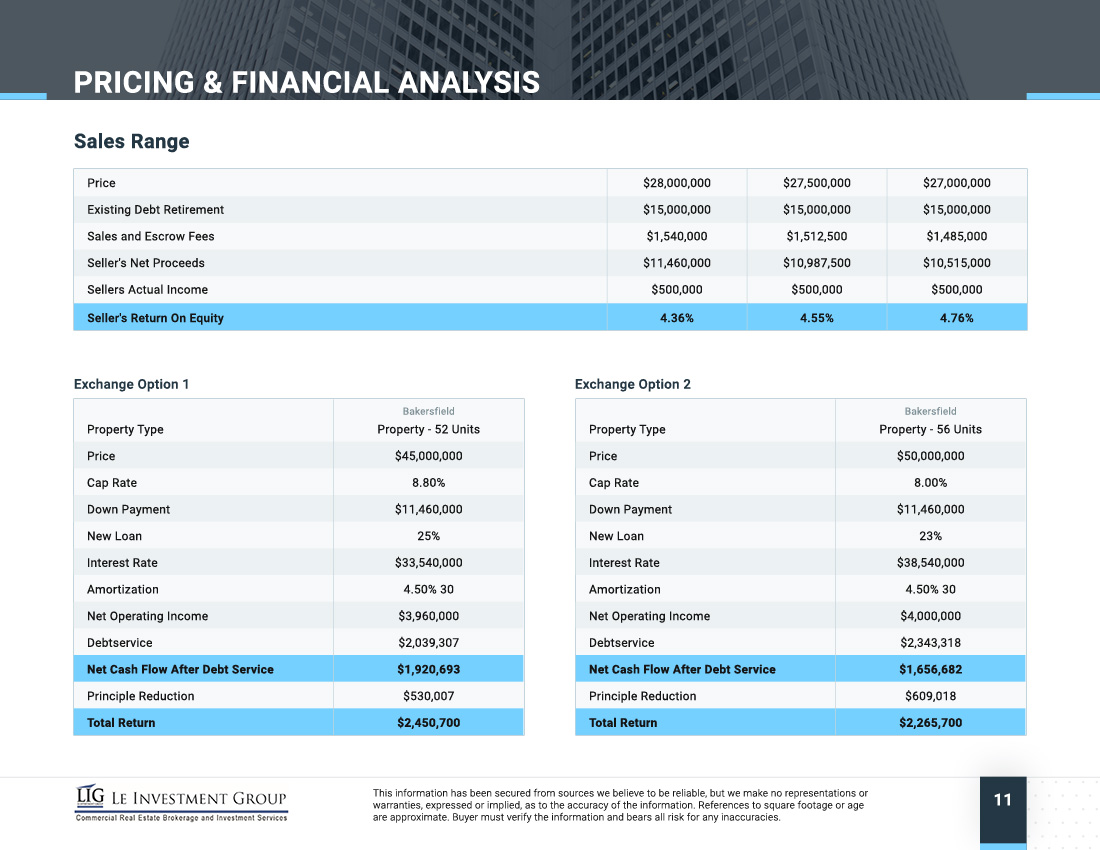 PRICING & FINANCIAL ANALYSIS
Sales Range
Price $28,000,000 $27,500,000 $27,000,000
Existing Debt Retirement $15,000,000 $15,000,000 $15,000,000
Sales and Escrow Fees $1,540,000 $1,512,500 $1,485,000
Seller's Net Proceeds $11,460,000 $10,987,500 $10,515,000
Sellers Actual Income $500,000 $500,000 $500,000
Seller's Return On Equity 4.36% 4.55% 4.76%
Exchange Option 1
Bakersfield
Property Type Property - 52 Units
Price $45,000,000
Cap Rate 8.80%
Down Payment $11,460,000
New Loan 25%
Interest Rate $33,540,000
Amortization 4.50% 30
Net Operating Income $3,960,000
Debtservice $2,039,307
Net Cash Flow After Debt Service $1,920,693
Principle Reduction $530,007
Total Return $2,450,700
Exchange Option 2
Bakersfield
Property Type Property - 56 Units
Price $50,000,000
Cap Rate 8.00%
Down Payment $11,460,000
New Loan 23%
Interest Rate $38,540,000
Amortization 4.50% 30
Net Operating Income $4,000,000
Debtservice $2,343,318
Net Cash Flow After Debt Service $1,656,682
Principle Reduction $609,018
Total Return $2,265,700
LIG LE INVESTMENT GROUP
Commercial Real Estate Brokerage and Investment Services
This information has been secured from sources we believe to be reliable, but we make no representations or
warranties, expressed or implied, as to the accuracy of the information. References to square footage or age
are approximate. Buyer must verify the information and bears all risk for any inaccuracies.
11